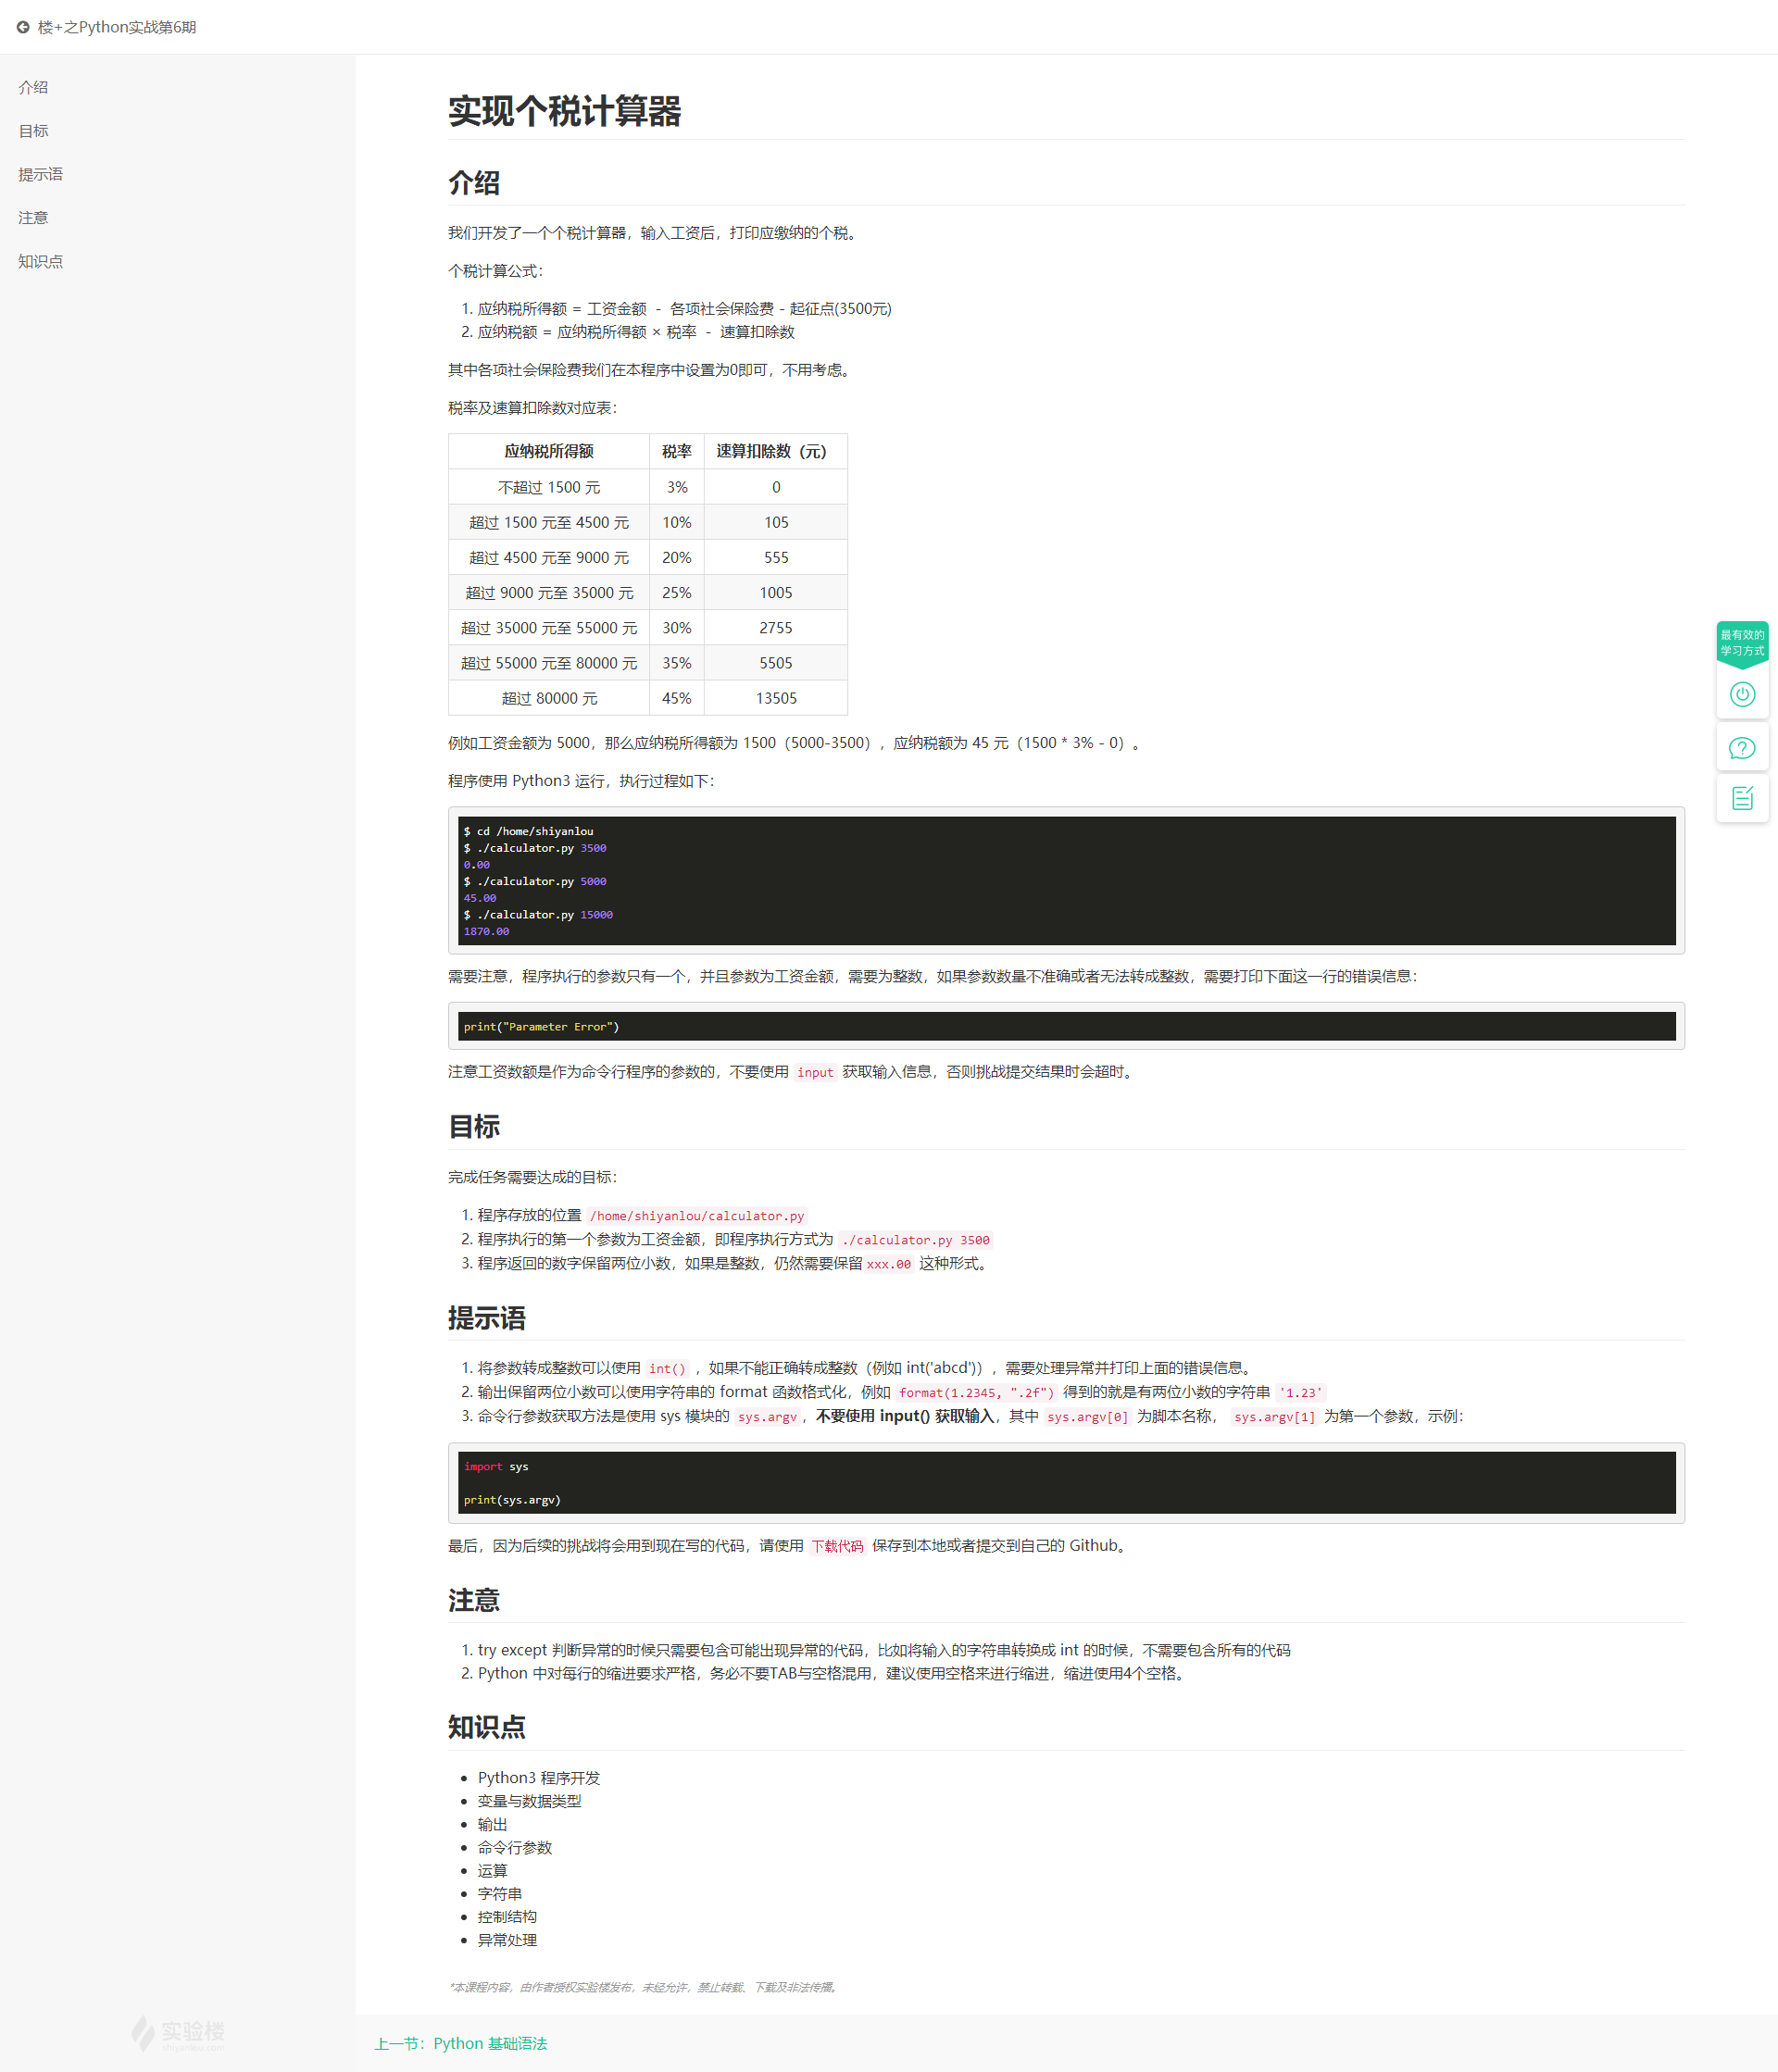 楼+之Python实战第6期
介绍
目标
提示语
注意
知识点
实现个税计算器
介绍
我们开发了一个个税计算器，输入工资后，打印应缴纳的个税。
个税计算公式：
1. 应纳税所得额 = 工资金额 － 各项社会保险费 - 起征点(3500元)
2. 应纳税额 = 应纳税所得额 × 税率 － 速算扣除数
其中各项社会保险费我们在本程序中设置为0即可，不用考虑。
税率及速算扣除数对应表：
应纳税所得额 税率 速算扣除数（元）
不超过 1500 元 3% 0
超过 1500 元至 4500 元 10% 105
超过 4500 元至 9000 元 20% 555
超过 9000 元至 35000 元 25% 1005
超过 35000 元至 55000 元 30% 2755
超过 55000 元至 80000 元 35% 5505
超过 80000 元 45% 13505
例如工资金额为 5000，那么应纳税所得额为 1500（5000-3500），应纳税额为 45 元（1500 * 3% - 0）。
程序使用 Python3 运行，执行过程如下：
$ cd /home/shiyanlou
$ ./calculator.py 3500
0.00
$ ./calculator.py 5000
45.00
$ ./calculator.py 15000
1870.00
需要注意，程序执行的参数只有一个，并且参数为工资金额，需要为整数，如果参数数量不准确或者无法转成整数，需要打印下面这一行的错误信息：
print("Parameter Error")
注意工资数额是作为命令行程序的参数的，不要使用 input 获取输入信息，否则挑战提交结果时会超时。
目标
完成任务需要达成的目标：
1. 程序存放的位置 /home/shiyanlou/calculator.py
2. 程序执行的第一个参数为工资金额，即程序执行方式为 ./calculator.py 3500
3. 程序返回的数字保留两位小数，如果是整数，仍然需要保留 xxx.00 这种形式。
提示语
1. 将参数转成整数可以使用 int() ，如果不能正确转成整数（例如 int('abcd')），需要处理异常并打印上面的错误信息。
2. 输出保留两位小数可以使用字符串的 format 函数格式化，例如 format(1.2345, ".2f") 得到的就是有两位小数的字符串 '1.23'
3. 命令行参数获取方法是使用 sys 模块的 sys.argv，不要使用 input() 获取输入，其中 sys.argv[0] 为脚本名称， sys.argv[1] 为第一个参数，示例：
import sys
print(sys.argv)
最后，因为后续的挑战将会用到现在写的代码，请使用 下载代码 保存到本地或者提交到自己的 Github。
注意
1. try except 判断异常的时候只需要包含可能出现异常的代码，比如将输入的字符串转换成 int 的时候，不需要包含所有的代码
2. Python 中对每行的缩进要求严格，务必不要TAB与空格混用，建议使用空格来进行缩进，缩进使用4个空格。
知识点
Python3 程序开发
变量与数据类型
输出
命令行参数
运算
字符串
控制结构
异常处理
*本课程内容，由作者授权实验楼发布，未经允许，禁止转载、下载及非法传播。
上一节：Python 基础语法
实验楼
shiyanlou.com
最有效的
学习方式